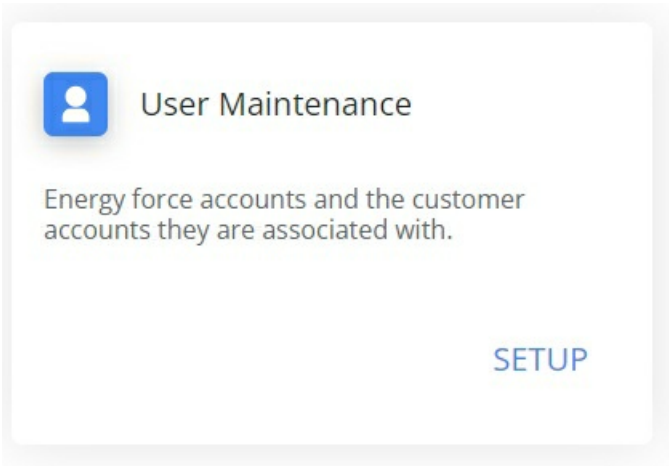 User Maintenance
Energy force accounts and the customer
accounts they are associated with.
SETUP